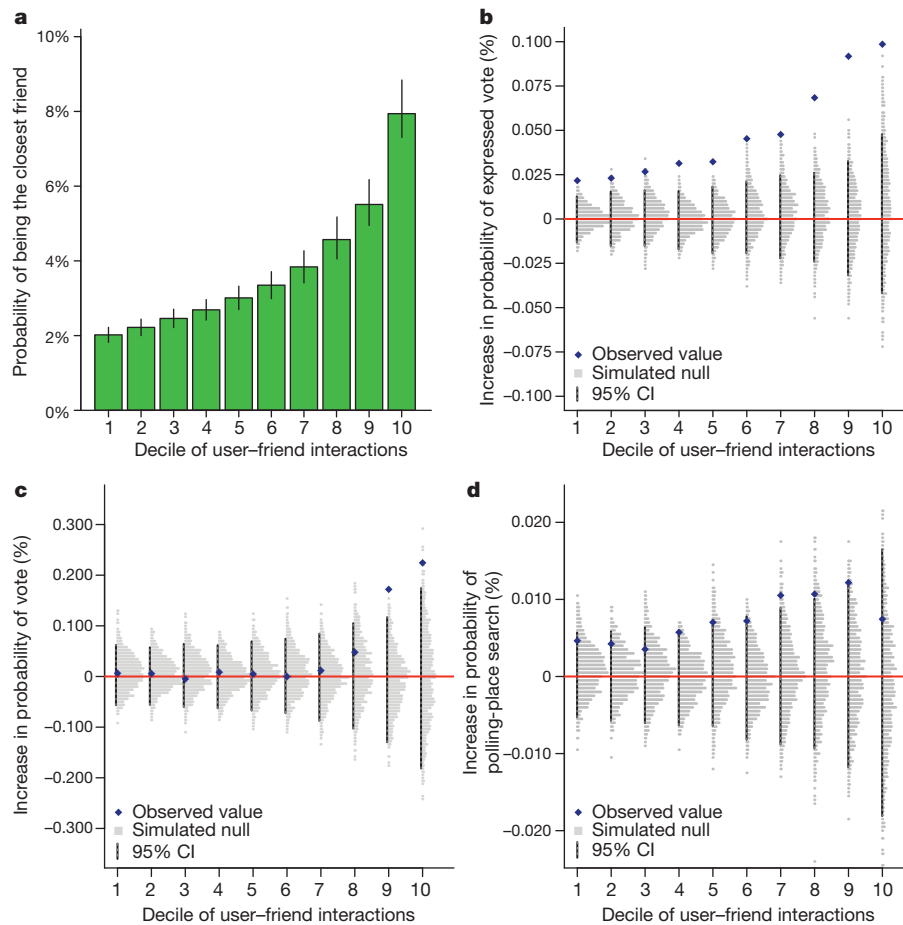 a
10%
8%
6%
4%
2%
0%
Probability of being the closest friend
1 2 3 4 5 6 7 8 9 10
Decile of user–friend interactions
b
0.100
0.075
0.050
0.025
0
–0.025
–0.050
–0.075
–0.100
Increase in probability of expressed vote (%)
Observed value
Simulated null
95% CI
1 2 3 4 5 6 7 8 9 10
Decile of user–friend interactions
c
0.300
0.200
0.100
0
–0.100
–0.200
–0.300
Increase in probability of vote (%)
Observed value
Simulated null
95% CI
1 2 3 4 5 6 7 8 9 10
Decile of user–friend interactions
d
0.020
0.010
0.000
–0.010
–0.020
Increase in probability of
polling-place search (%)
Observed value
Simulated null
95% CI
1 2 3 4 5 6 7 8 9 10
Decile of user–friend interactions